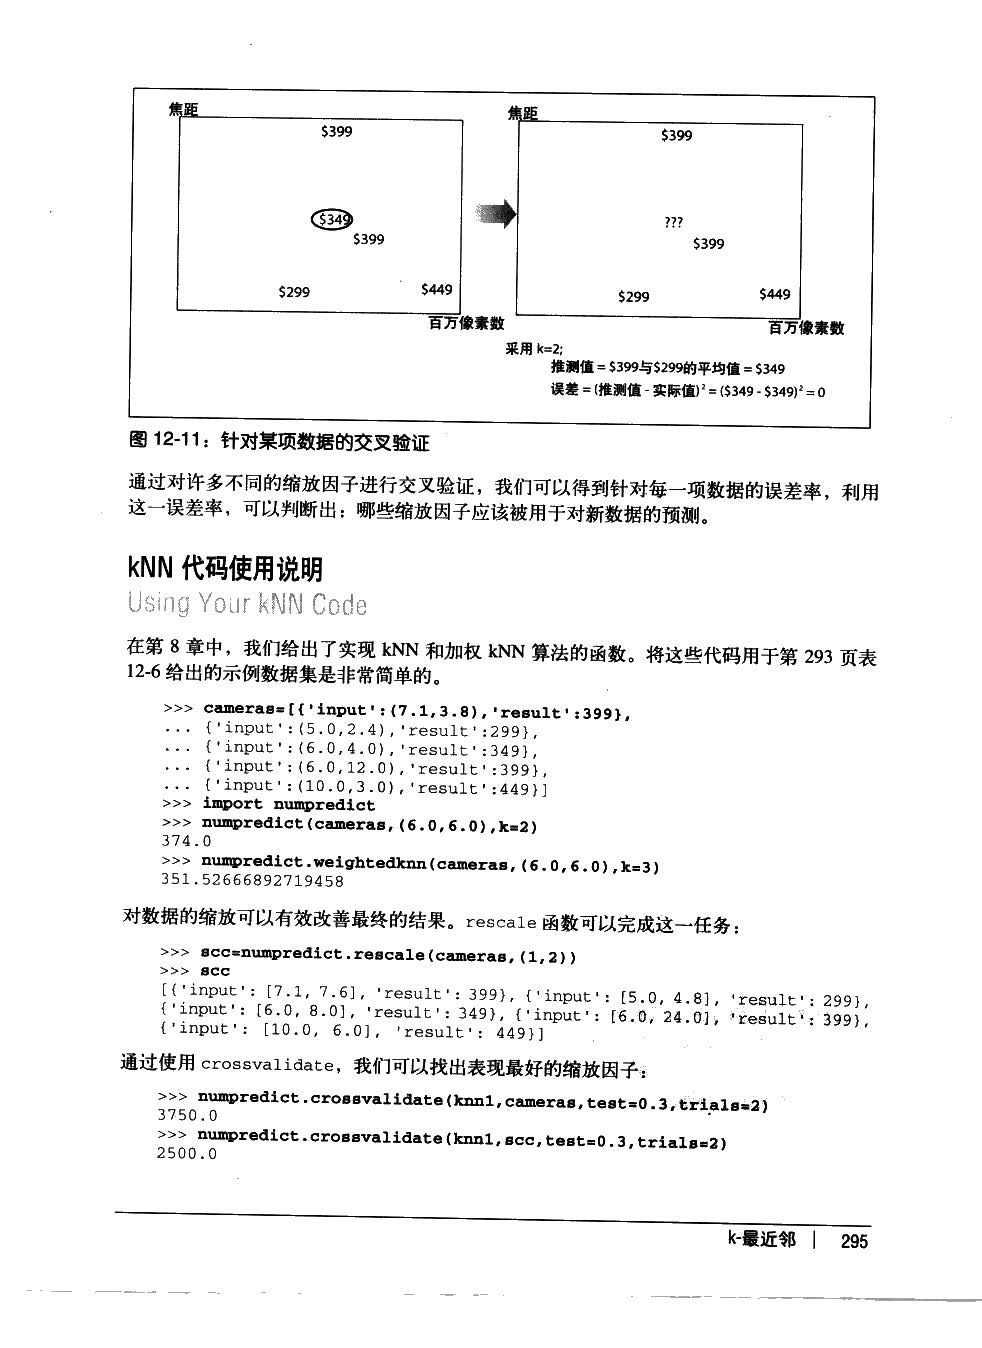 焦距
$399
$349
$399
$299
$449
百万像素数
焦距
$399
???
$399
$299
$449
百万像素数
采用 k=2;
推测值 = $399与$299的平均值 = $349
误差 = (推测值 - 实际值)² = ($349 - $349)² = 0
图 12-11：针对某项数据的交叉验证
通过对许多不同的缩放因子进行交叉验证，我们可以得到针对每一项数据的误差率，利用
这一误差率，可以判断出：哪些缩放因子应该被用于对新数据的预测。
kNN 代码使用说明
Using Your kNN Code
在第 8 章中，我们给出了实现 kNN 和加权 kNN 算法的函数。将这些代码用于第 293 页表
12-6 给出的示例数据集是非常简单的。
>>> cameras=[{'input':(7.1,3.8),'result':399},
... {'input':(5.0,2.4),'result':299},
... {'input':(6.0,4.0),'result':349},
... {'input':(6.0,12.0),'result':399},
... {'input':(10.0,3.0),'result':449}]
>>> import numpredict
>>> numpredict(cameras,(6.0,6.0),k=2)
374.0
>>> numpredict.weightedknn(cameras,(6.0,6.0),k=3)
351.52666892719458
对数据的缩放可以有效改善最终的结果。rescale 函数可以完成这一任务：
>>> scc=numpredict.rescale(cameras,(1,2))
>>> scc
[{'input': [7.1, 7.6], 'result': 399}, {'input': [5.0, 4.8], 'result': 299},
{'input': [6.0, 8.0], 'result': 349}, {'input': [6.0, 24.0], 'result': 399},
{'input': [10.0, 6.0], 'result': 449}]
通过使用 crossvalidate，我们可以找出表现最好的缩放因子：
>>> numpredict.crossvalidate(knn1,cameras,test=0.3,trials=2)
3750.0
>>> numpredict.crossvalidate(knn1,scc,test=0.3,trials=2)
2500.0
k-最近邻 | 295